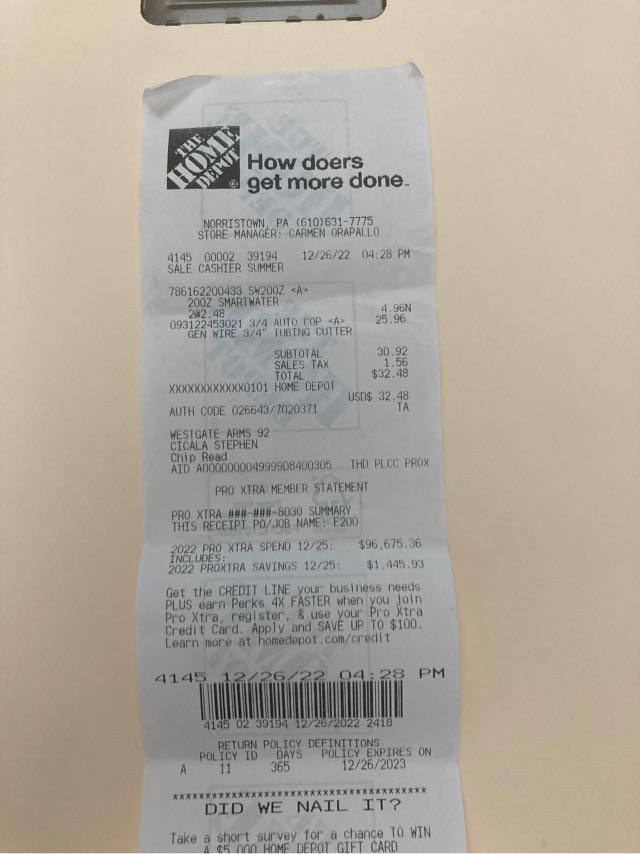 THE
HOME
DEPOT
®
How doers
get more done™
NORRISTOWN, PA (610)631-7775
STORE MANAGER: CARMEN ORAPALLO
4145 00002 39194 12/26/22 04:28 PM
SALE CASHIER SUMMER
786162200433 SW20Z <A>
20OZ SMARTWATER
2@2.48 4.96N
093122453021 3/4 AUTO COP <A> 25.96
GEN WIRE 3/4" TUBING CUTTER
SUBTOTAL 30.92
SALES TAX 1.56
TOTAL $32.48
XXXXXXXXXXXX0101 HOME DEPOT
USD$ 32.48
AUTH CODE 026643/7020371 TA
WESTGATE ARMS 92
CICALA STEPHEN
Chip Read
AID A0000000049999D8400305 THD PLCC PROX
PRO XTRA MEMBER STATEMENT
PRO XTRA ###-###-8030 SUMMARY
THIS RECEIPT PO/JOB NAME: E200
2022 PRO XTRA SPEND 12/25: $96,675.36
INCLUDES:
2022 PROXTRA SAVINGS 12/25: $1,445.93
Get the CREDIT LINE your business needs
PLUS earn Perks 4X FASTER when you join
Pro Xtra, register, & use your Pro Xtra
Credit Card. Apply and SAVE UP TO $100.
Learn more at homedepot.com/credit
4145 12/26/22 04:28 PM
4145 02 39194 12/26/2022 2418
RETURN POLICY DEFINITIONS
POLICY ID DAYS POLICY EXPIRES ON
A 11 365 12/26/2023
******************************************
DID WE NAIL IT?
Take a short survey for a chance TO WIN
A $5,000 HOME DEPOT GIFT CARD